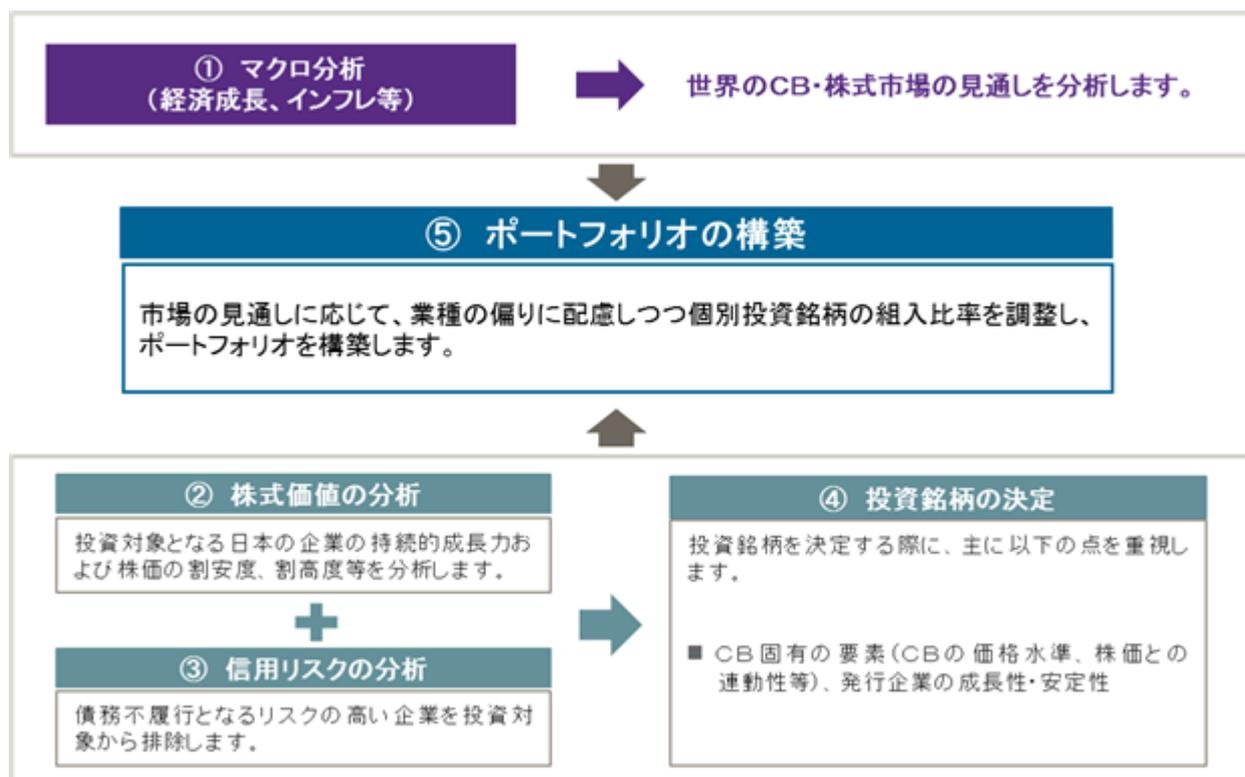 ① マクロ分析
（経済成長、インフレ等）
世界のCB・株式市場の見通しを分析します。
⑤ ポートフォリオの構築
市場の見通しに応じて、業種の偏りに配慮しつつ個別投資銘柄の組入比率を調整し、
ポートフォリオを構築します。
② 株式価値の分析
投資対象となる日本の企業の持続的成長力お
よび株価の割安度、割高度等を分析します。
③ 信用リスクの分析
債務不履行となるリスクの高い企業を投資対
象から排除します。
④ 投資銘柄の決定
投資銘柄を決定する際に、主に以下の点を重視し
ます。
■ CB固有の要素（CBの価格水準、株価との
連動性等）、発行企業の成長性・安定性